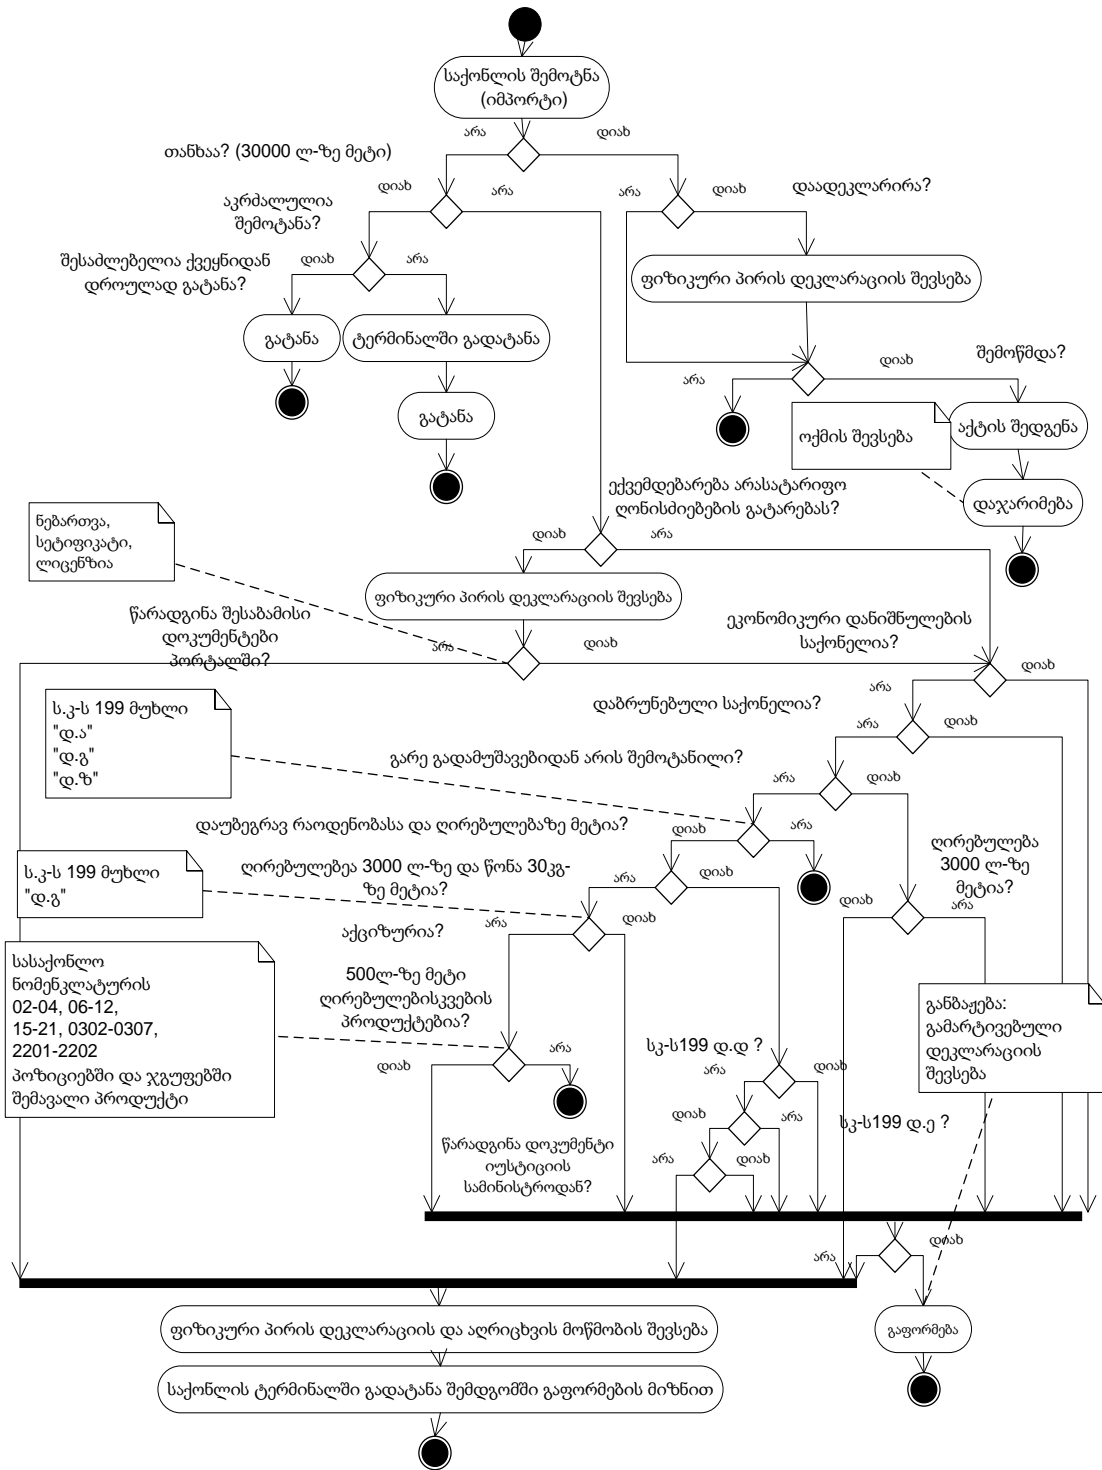 საქონლის შემოტნა
(იმპორტი)
არა
დიახ
თანხაა? (30000 ლ-ზე მეტი)
დიახ
არა
არა
დიახ
დაადეკლარირა?
აკრძალულია
შემოტანა?
შესაძლებელია ქვეყნიდან
დროულად გატანა?
დიახ
არა
ფიზიკური პირის დეკლარაციის შევსება
გატანა
ტერმინალში გადატანა
შემოწმდა?
დიახ
არა
გატანა
ოქმის შევსება
აქტის შედგენა
დაჯარიმება
ექვემდებარება არასატარიფო
ღონისძიებების გატარებას?
ნებართვა,
სეტიფიკატი,
ლიცენზია
დიახ
არა
ფიზიკური პირის დეკლარაციის შევსება
წარადგინა შესაბამისი
დოკუმენტები
პორტალში?
არა
დიახ
ეკონომიკური დანიშნულების
საქონელია?
დიახ
არა
ს.კ-ს 199 მუხლი
"დ.ა"
"დ.გ"
"დ.ზ"
დაბრუნებული საქონელია?
არა
დიახ
გარე გადამუშავებიდან არის შემოტანილი?
არა
დიახ
დაუბეგრავ რაოდენობასა და ღირებულებაზე მეტია?
დიახ
არა
ღირებულება
3000 ლ-ზე
მეტია?
ს.კ-ს 199 მუხლი
"დ.გ"
ღირებულებეა 3000 ლ-ზე და წონა 30კგ-
ზე მეტია?
არა
დიახ
დიახ
არა
აქციზურია?
არა
დიახ
სასაქონლო
ნომენკლატურის
02-04, 06-12,
15-21, 0302-0307,
2201-2202
პოზიციებში და ჯგუფებში
შემავალი პროდუქტი
500ლ-ზე მეტი
ღირებულებისკვების
პროდუქტებია?
დიახ
არა
განბაჟება:
გამარტივებული
დეკლარაციის
შევსება
სკ-ს199 დ.დ ?
არა
დიახ
სკ-ს199 დ.ე ?
დიახ
არა
წარადგინა დოკუმენტი
იუსტიციის
სამინისტროდან?
არა
დიახ
არა
დიახ
ფიზიკური პირის დეკლარაციის და აღრიცხვის მოწმობის შევსება
გაფორმება
საქონლის ტერმინალში გადატანა შემდგომში გაფორმების მიზნით